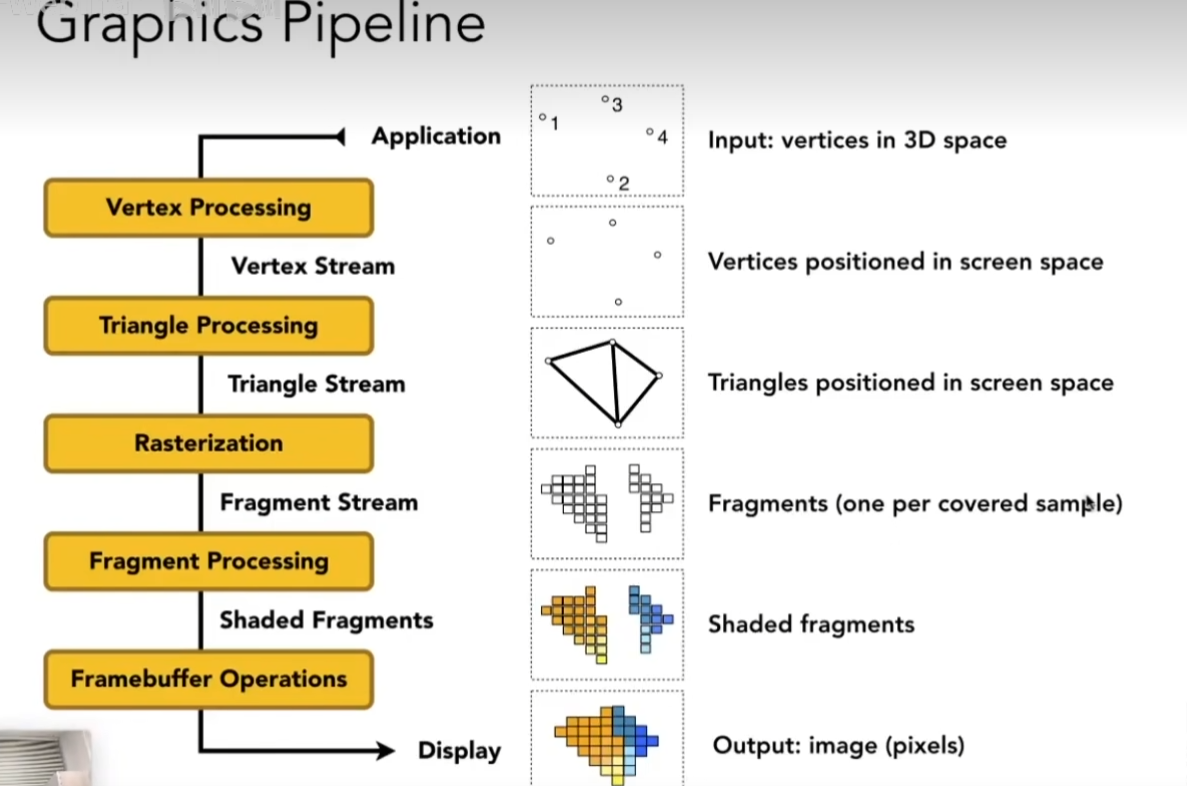 Graphics Pipeline
Application
Vertex Processing
Vertex Stream
Triangle Processing
Triangle Stream
Rasterization
Fragment Stream
Fragment Processing
Shaded Fragments
Framebuffer Operations
Display
3
1
4
2
Input: vertices in 3D space
Vertices positioned in screen space
Triangles positioned in screen space
Fragments (one per covered sample)
Shaded fragments
Output: image (pixels)